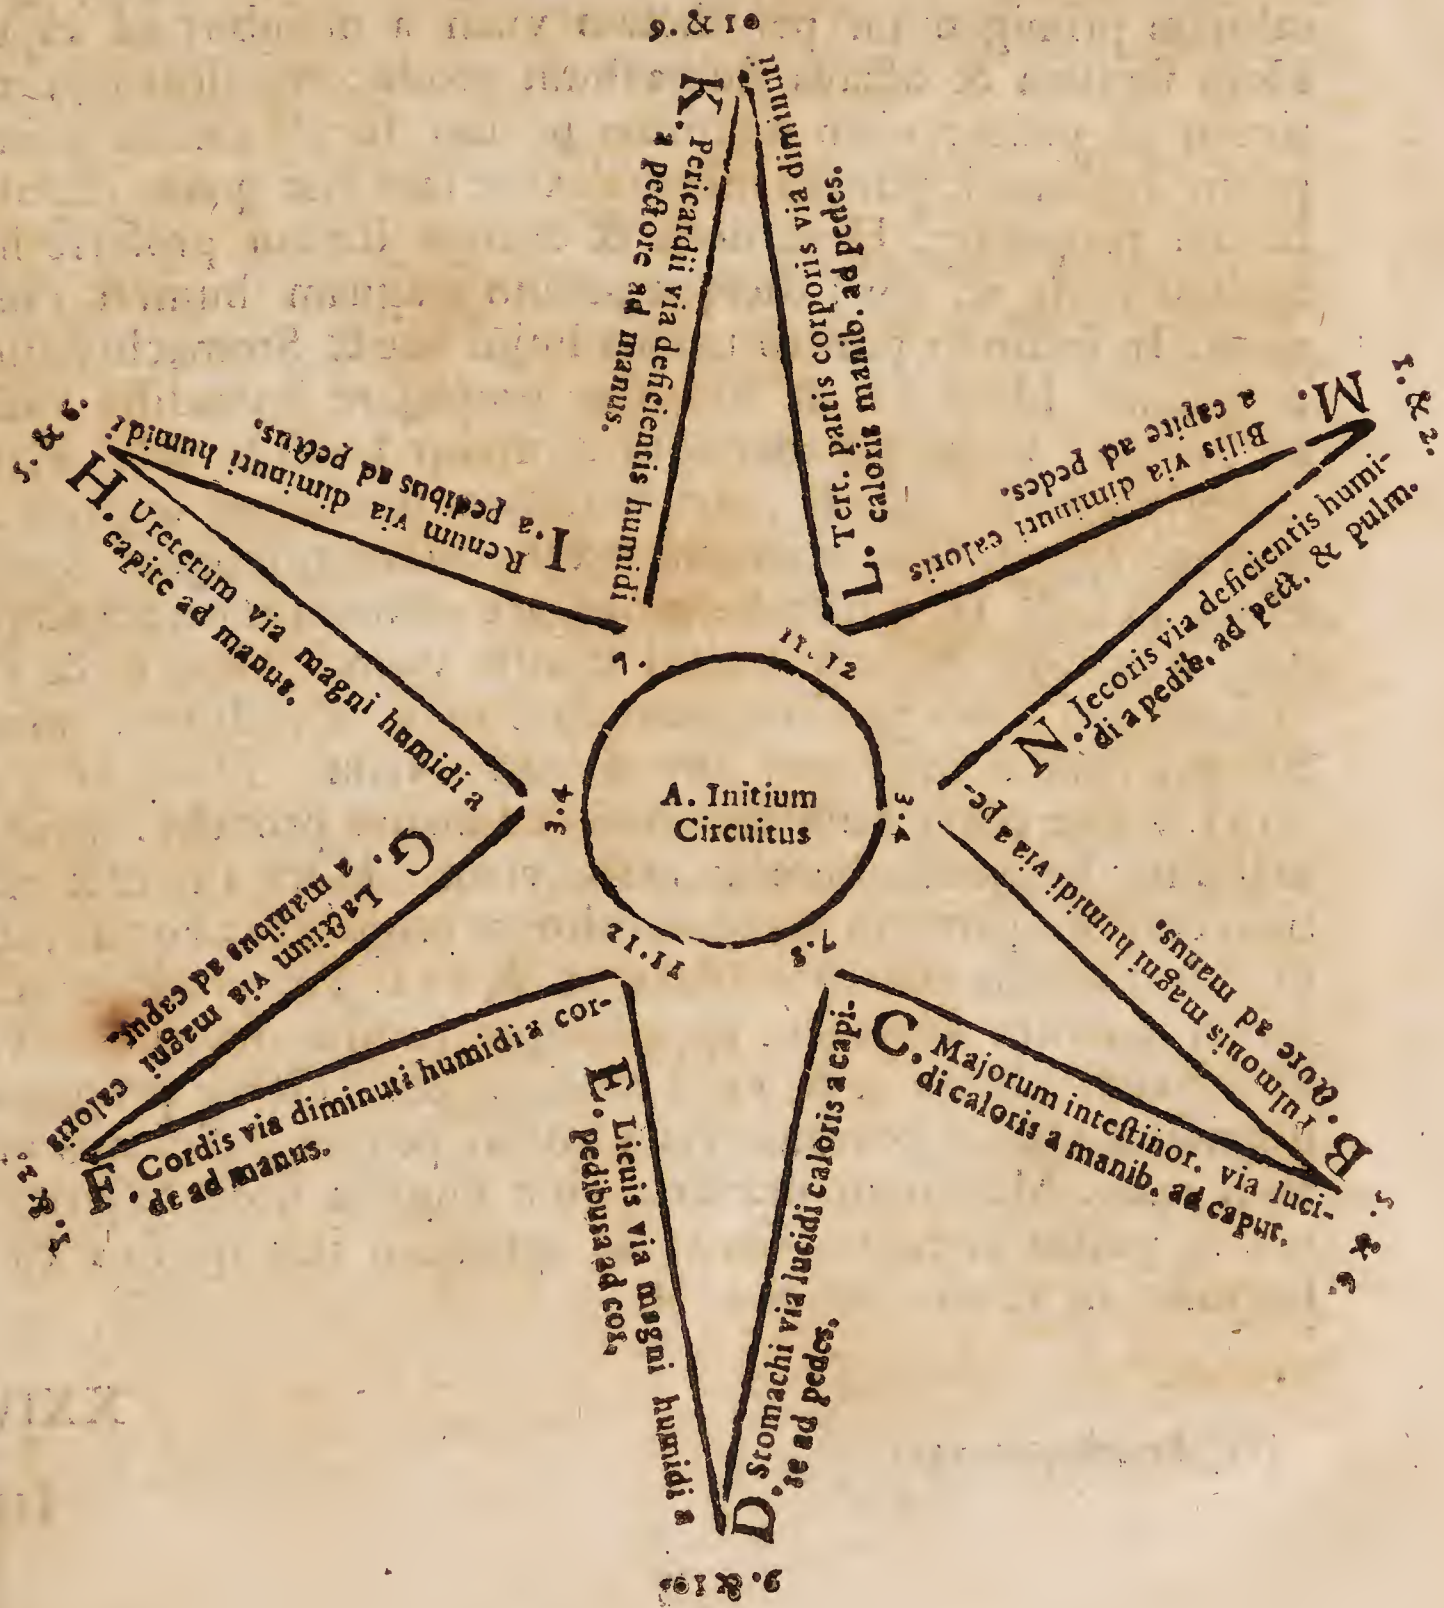 A. Initium
Circuitus
B. Pulmonis magni humidi via a pe-
ctore ad manus.
C. Majorum inteſtinor. via luci-
di caloris a manib. ad caput.
D. Stomachi via lucidi caloris a capi-
te ad pedes.
E. Lienis via magni humidi a
pedibusa ad cor.
F. Cordis via diminuti humidi a cor-
de ad manus.
G. Lactium via magni caloris
a manibus ad caput.
H. Ureterum via magni humidi a
capite ad manus.
I. Renum via diminuti humidi
a pedibus ad pectus.
K. Pericardii via deficientis humidi
a pectore ad manus.
L. Tert. partis corporis via diminuti
caloris manib. ad pedes.
M. Bilis via diminuti caloris
a capite ad pedes.
N. Jecoris via deficientis humi-
di a pedib. ad pect. & pulm.
9. & 10
1. & 2.
5. & 6.
9. & 10.
1. & 2.
5. & 6.
11. 12
3. 4
7. 8
11. 12
3. 4
7.